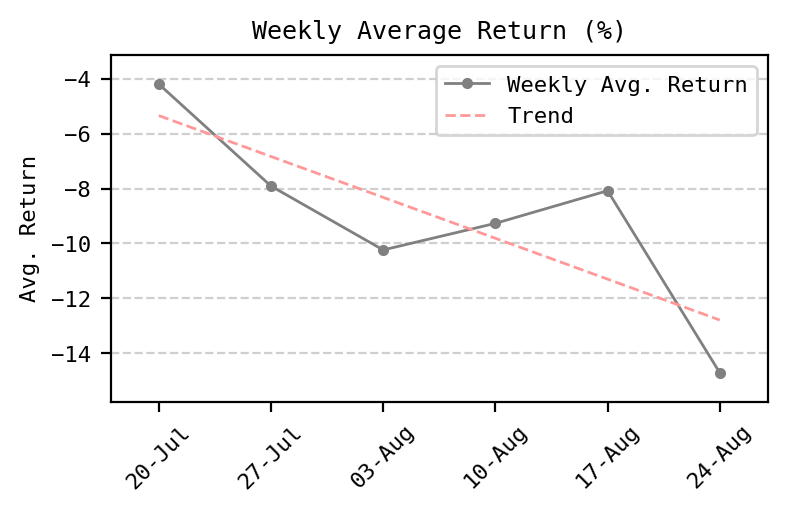 Weekly Average Return (%)
Weekly Avg. Return
Trend
Avg. Return
−4
−6
−8
−10
−12
−14
20-Jul
27-Jul
03-Aug
10-Aug
17-Aug
24-Aug